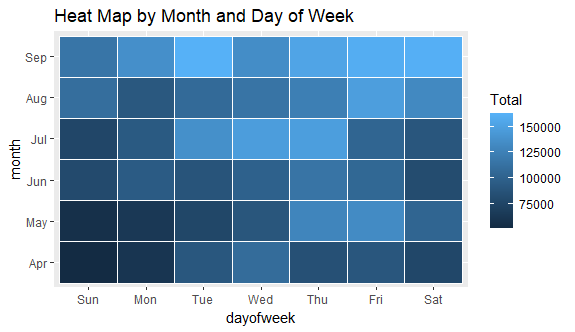 Heat Map by Month and Day of Week
Sep
Aug
Jul
Jun
May
Apr
month
Sun Mon Tue Wed Thu Fri Sat
dayofweek
Total
150000
125000
100000
75000